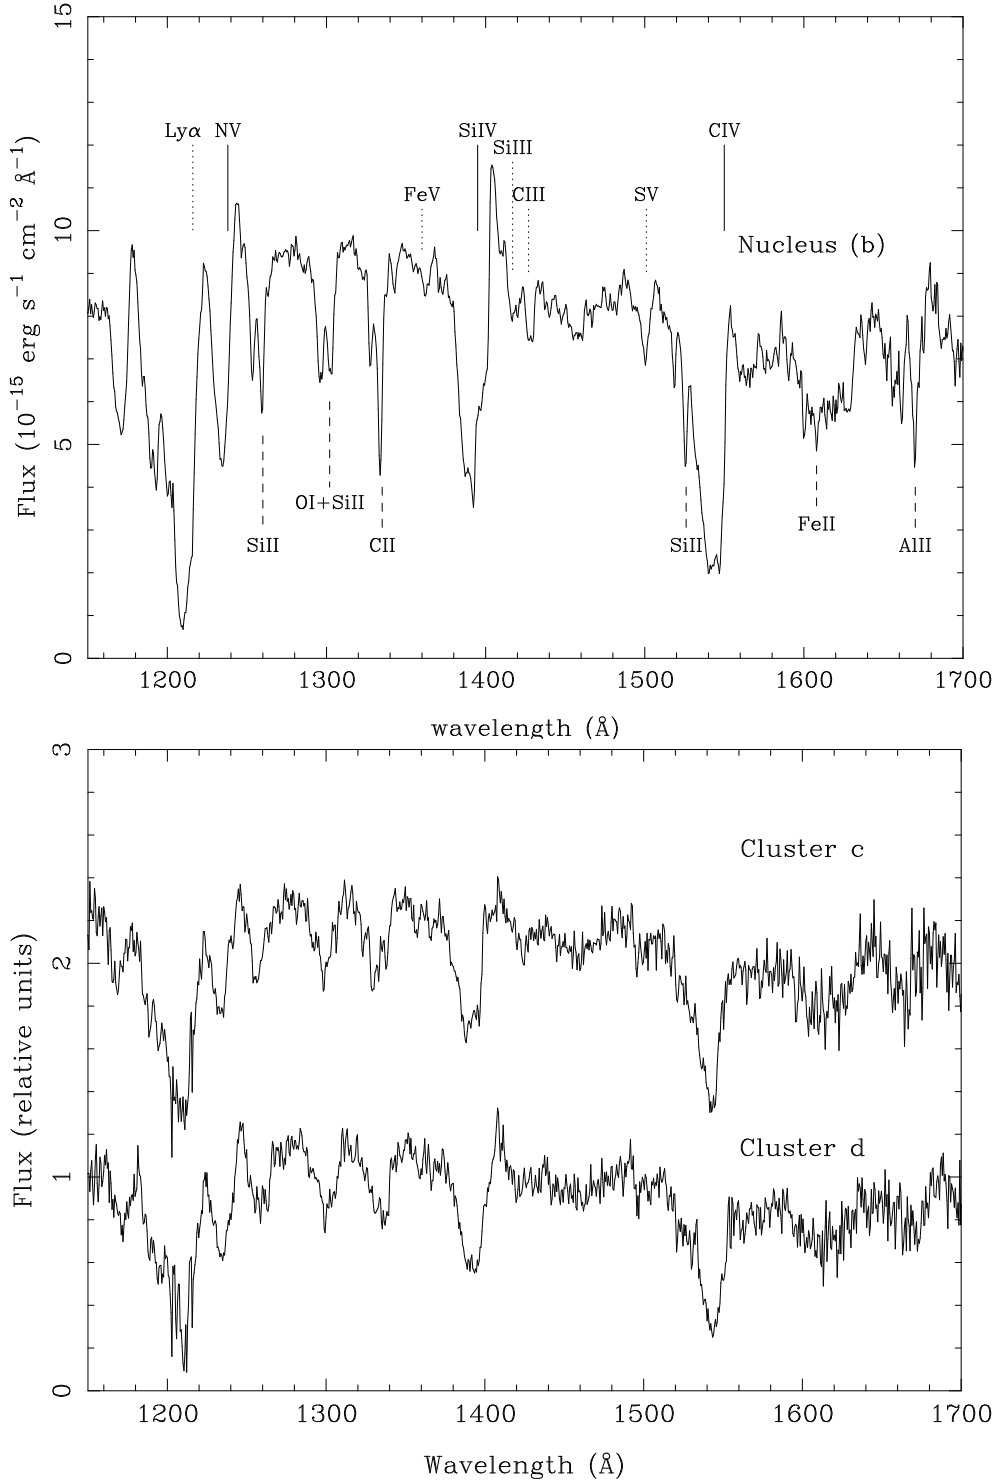 15
Lyα NV SiIV
SiIII
CIV
FeV CIII SV
10
Nucleus (b)
Flux (10−15 erg s−1 cm−2 Å−1)
5
OI+SiII
FeII
SiII CII SiII AlII
0
1200 1300 1400 1500 1600 1700
wavelength (Å)
3
Cluster c
2
Flux (relative units)
Cluster d
1
0
1200 1300 1400 1500 1600 1700
Wavelength (Å)